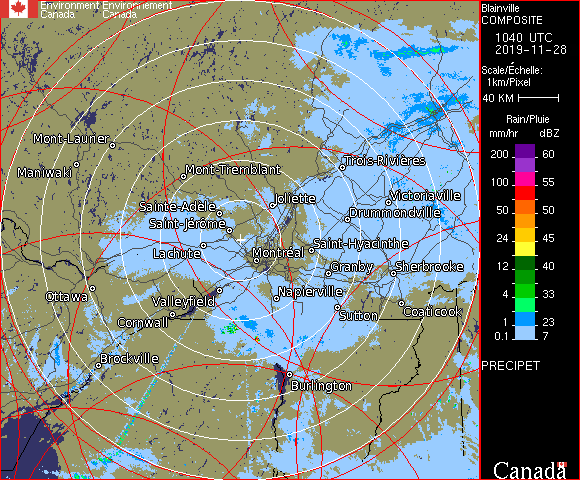 Environment Environnement
Canada Canada
Blainville
COMPOSITE
1040 UTC
2019-11-28
Scale/Échelle:
1km/Pixel
40 KM
Rain/Pluie
mm/hr dBZ
200 60
100 55
50 50
24 45
12 40
4 33
1 23
0.1 7
PRECIPET
Canada
Mont-Laurier
Maniwaki
Mont-Tremblant
Trois-Rivières
Sainte-Adèle
Joliette
Victoriaville
Saint-Jérôme
Drummondville
Lachute
Montréal
Saint-Hyacinthe
Granby
Sherbrooke
Ottawa
Valleyfield
Napierville
Cornwall
Sutton
Coaticook
Brockville
Burlington